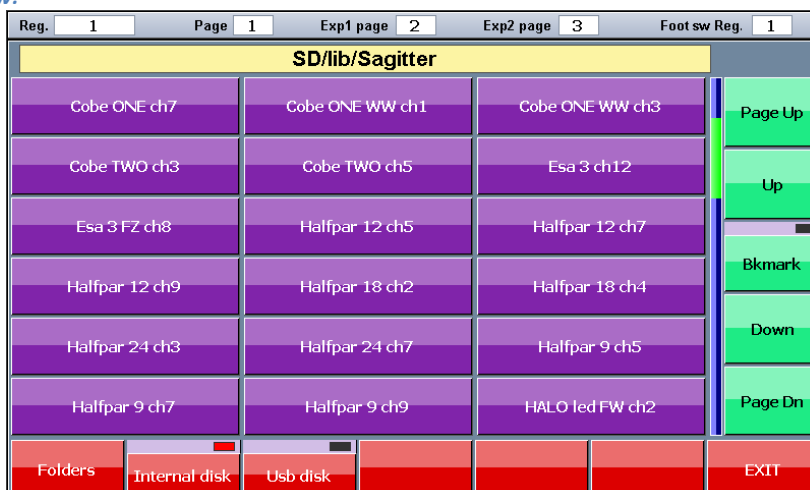 w.
Reg. 1 Page 1 Exp1 page 2 Exp2 page 3 Foot sw Reg. 1
SD/lib/Sagitter
Cobe ONE ch7 Cobe ONE WW ch1 Cobe ONE WW ch3 Page Up
Cobe TWO ch3 Cobe TWO ch5 Esa 3 ch12 Up
Esa 3 FZ ch8 Halfpar 12 ch5 Halfpar 12 ch7
Halfpar 12 ch9 Halfpar 18 ch2 Halfpar 18 ch4 Bkmark
Halfpar 24 ch3 Halfpar 24 ch7 Halfpar 9 ch5 Down
Halfpar 9 ch7 Halfpar 9 ch9 HALO led FW ch2 Page Dn
Folders Internal disk Usb disk EXIT